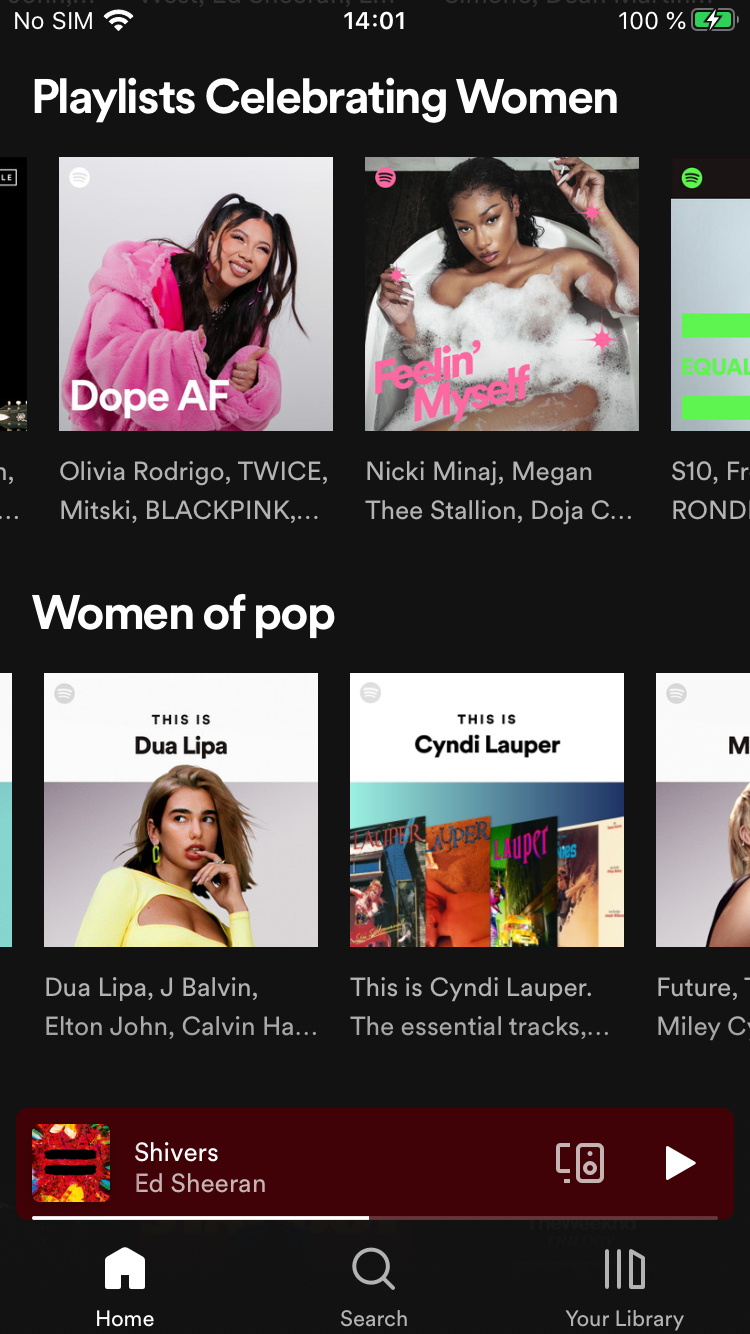 No SIM 14:01 100 %
Playlists Celebrating Women
LE
Dope AF
Feelin'
Myself
EQUAL
Olivia Rodrigo, TWICE,
Mitski, BLACKPINK,...
Nicki Minaj, Megan
Thee Stallion, Doja C...
S10, Fr
Women of pop
THIS IS
Dua Lipa
THIS IS
Cyndi Lauper
M
LAUPER
LAUPER
Dua Lipa, J Balvin,
Elton John, Calvin Ha...
This is Cyndi Lauper.
The essential tracks,...
Future,
Miley Cy
Shivers
Ed Sheeran
Home
Search
Your Library